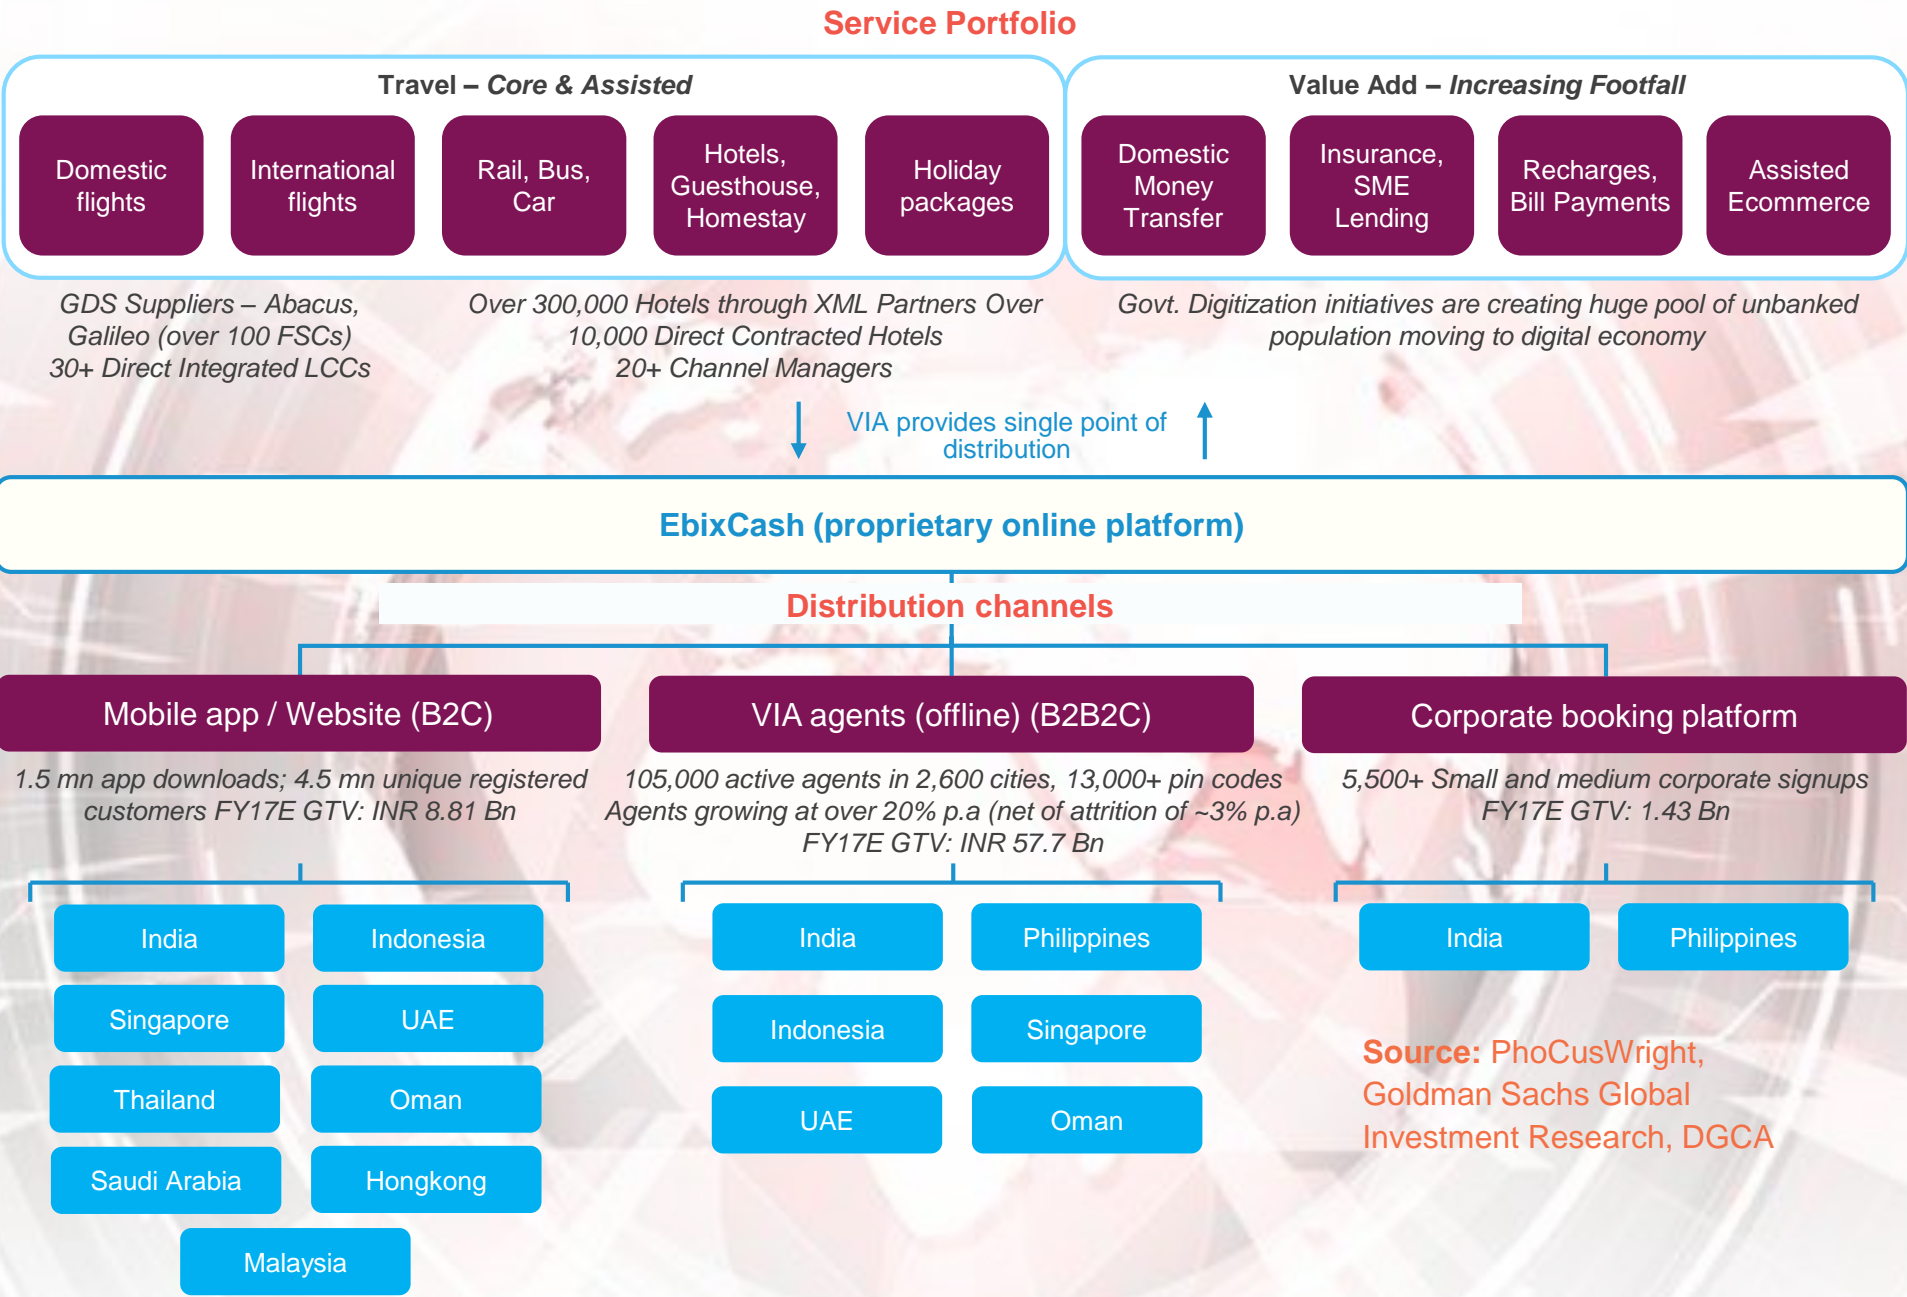 Service Portfolio
Travel – Core & Assisted
Domestic
flights
International
flights
Rail, Bus,
Car
Hotels,
Guesthouse,
Homestay
Holiday
packages
Value Add – Increasing Footfall
Domestic
Money
Transfer
Insurance,
SME
Lending
Recharges,
Bill Payments
Assisted
Ecommerce
GDS Suppliers – Abacus,
Galileo (over 100 FSCs)
30+ Direct Integrated LCCs
Over 300,000 Hotels through XML Partners Over
10,000 Direct Contracted Hotels
20+ Channel Managers
Govt. Digitization initiatives are creating huge pool of unbanked
population moving to digital economy
VIA provides single point of
distribution
EbixCash (proprietary online platform)
Distribution channels
Mobile app / Website (B2C)
1.5 mn app downloads; 4.5 mn unique registered
customers FY17E GTV: INR 8.81 Bn
India
Indonesia
Singapore
UAE
Thailand
Oman
Saudi Arabia
Hongkong
Malaysia
VIA agents (offline) (B2B2C)
105,000 active agents in 2,600 cities, 13,000+ pin codes
Agents growing at over 20% p.a (net of attrition of ~3% p.a)
FY17E GTV: INR 57.7 Bn
India
Philippines
Indonesia
Singapore
UAE
Oman
Corporate booking platform
5,500+ Small and medium corporate signups
FY17E GTV: 1.43 Bn
India
Philippines
Source: PhoCusWright,
Goldman Sachs Global
Investment Research, DGCA